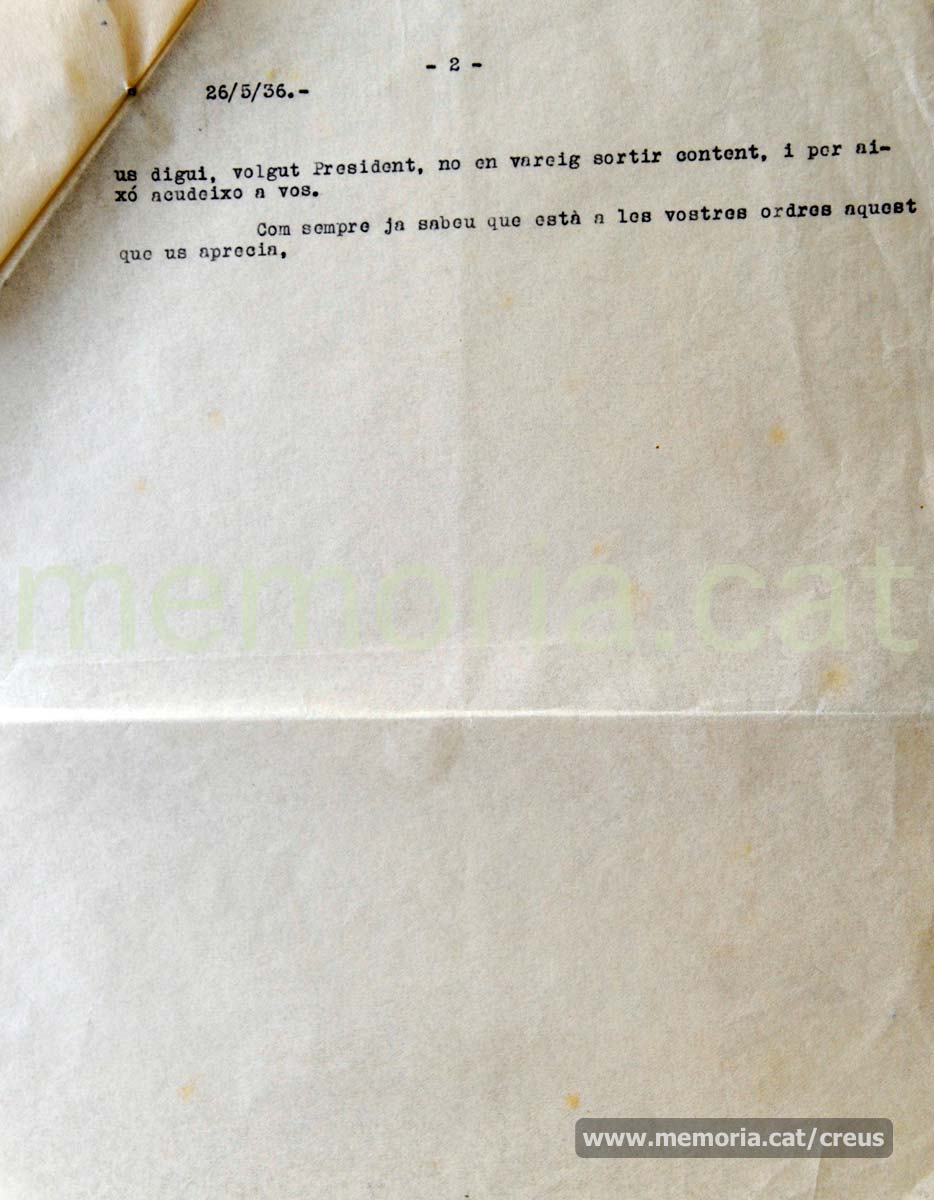 - 2 -
26/5/36.-
us digui, volgut President, no en vareig sortir content, i per ai-
xó acudeixo a vos.
Com sempre ja sabeu que està a les vostres ordres aquest
que us aprecia,
memoria.cat
www.memoria.cat/creus